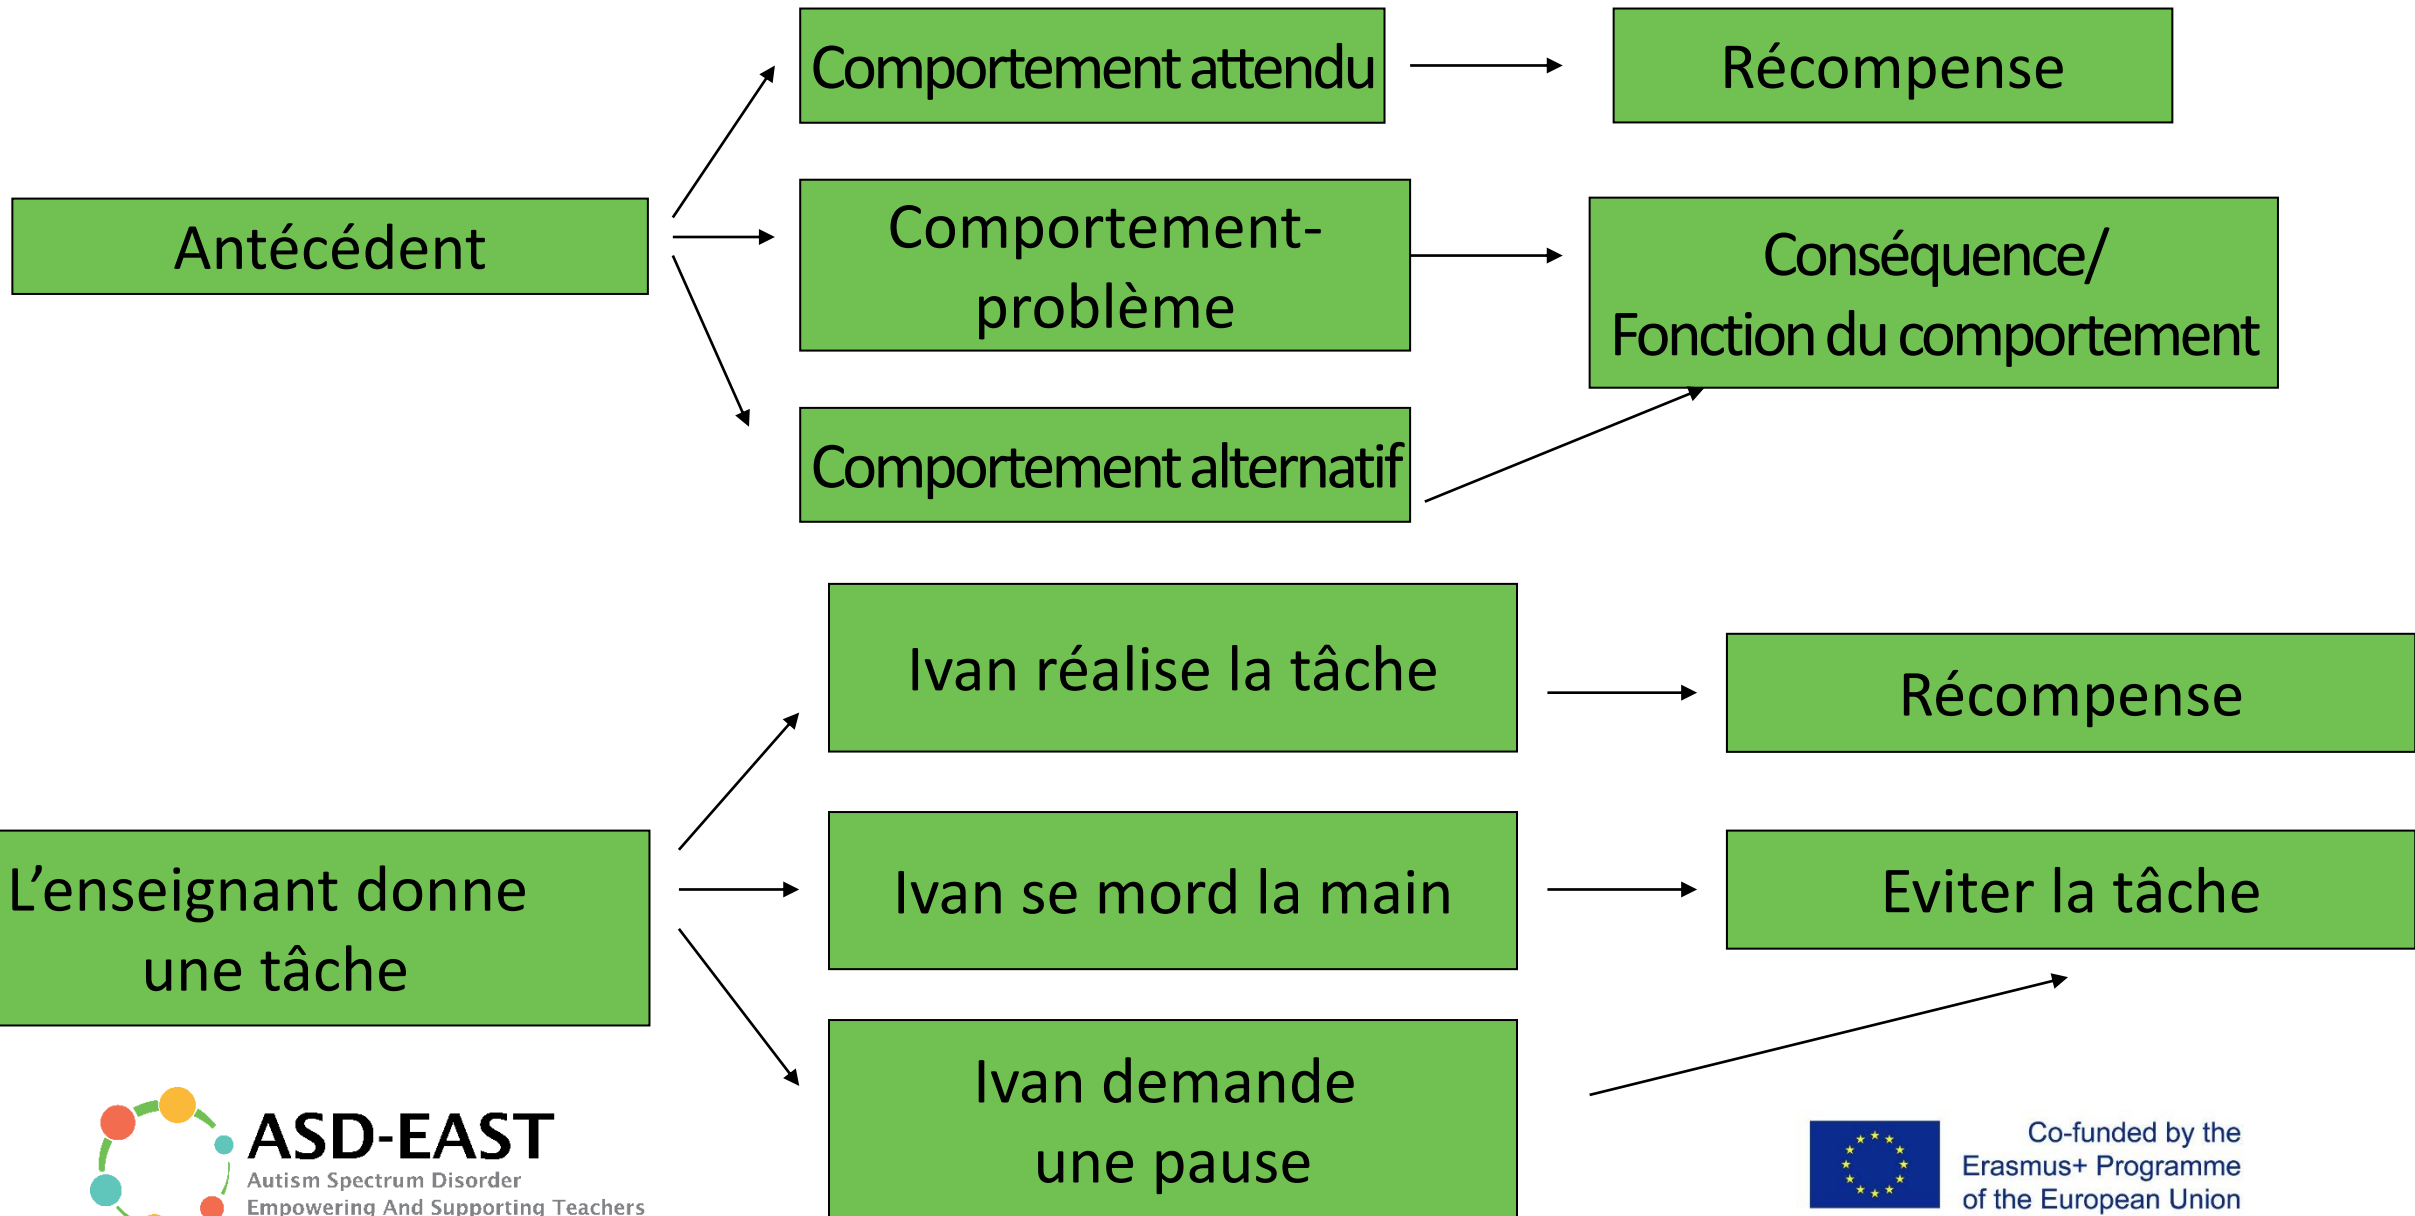 Comportement attendu
Récompense
Antécédent
Comportement-
problème
Conséquence/
Fonction du comportement
Comportement alternatif
Ivan réalise la tâche
Récompense
L’enseignant donne
une tâche
Ivan se mord la main
Eviter la tâche
Ivan demande
une pause
ASD-EAST
Autism Spectrum Disorder
Empowering And Supporting Teachers
Co-funded by the
Erasmus+ Programme
of the European Union